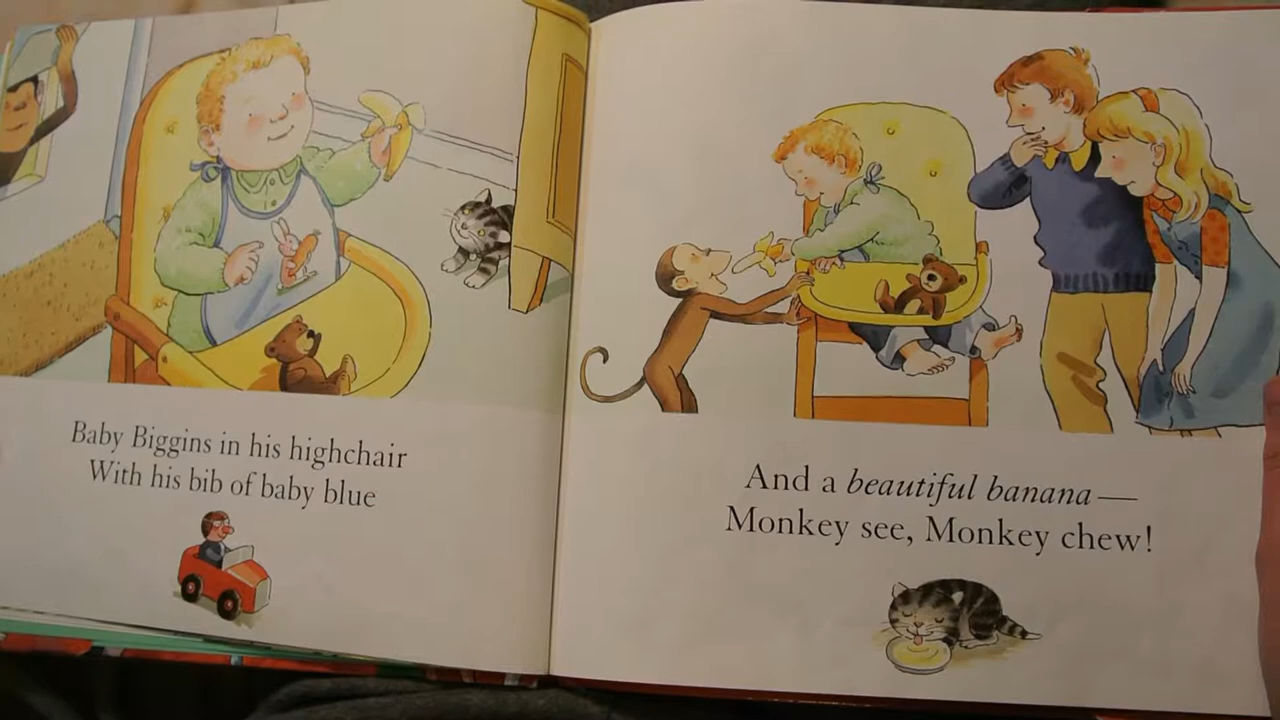 Baby Biggins in his highchair
With his bib of baby blue
And a beautiful banana—
Monkey see, Monkey chew!